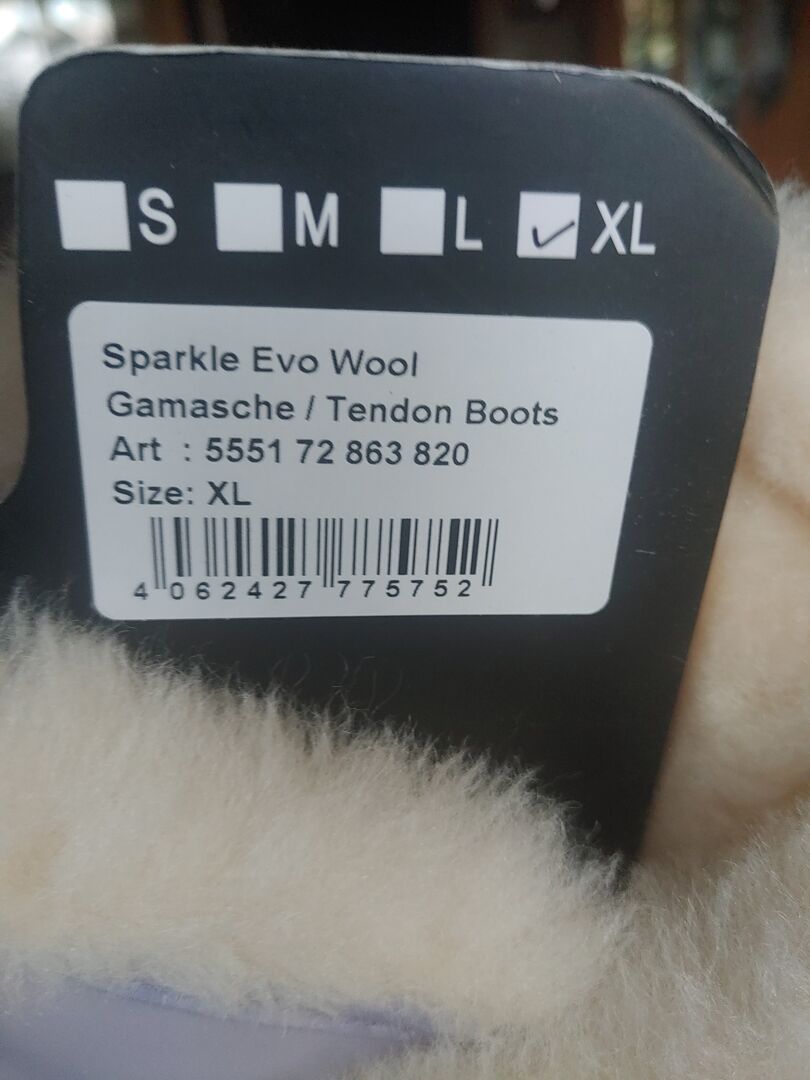 S M L XL
Sparkle Evo Wool
Gamasche / Tendon Boots
Art : 5551 72 863 820
Size: XL
4 062427 775752